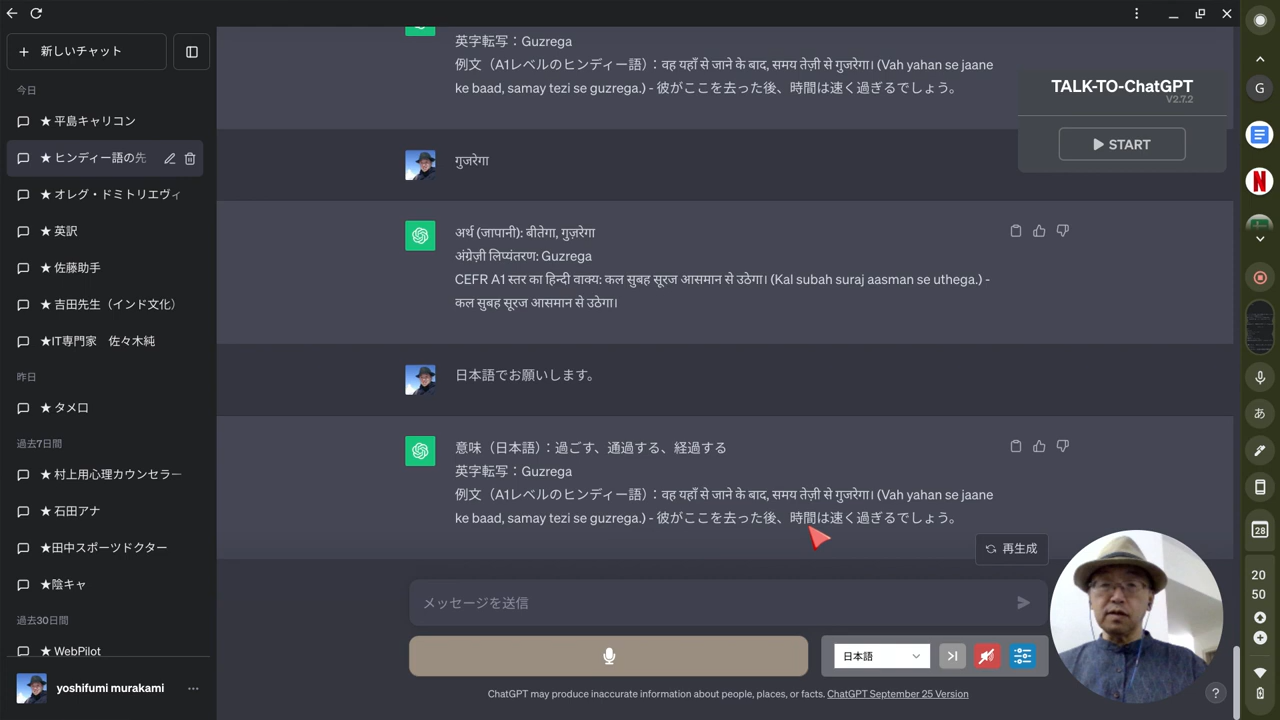 新しいチャット
今日
★ 平島キャリコン
★ ヒンディー語の先
★ オレグ・ドミトリエヴィ
★ 英訳
★ 佐藤助手
★ 吉田先生（インド文化）
★IT専門家　佐々木純
昨日
★ タメロ
過去7日間
★ 村上用心理カウンセラー
★ 石田アナ
★田中スポーツドクター
★陰キャ
過去30日間
★ WebPilot
yoshifumi murakami
英字転写：Guzrega
例文（A1レベルのヒンディー語）：वह यहाँ से जाने के बाद, समय तेज़ी से गुजरेगा। (Vah yahan se jaane
ke baad, samay tezi se guzrega.) - 彼がここを去った後、時間は速く過ぎるでしょう。
गुजरेगा
अर्थ (जापानी): बीतेगा, गुज़रेगा
अंग्रेज़ी लिप्यंतरण: Guzrega
CEFR A1 स्तर का हिन्दी वाक्य: कल सुबह सूरज आसमान से उठेगा। (Kal subah suraj aasman se uthega.) -
कल सुबह सूरज आसमान से उठेगा।
日本語でお願いします。
意味（日本語）：過ごす、通過する、経過する
英字転写：Guzrega
例文（A1レベルのヒンディー語）：वह यहाँ से जाने के बाद, समय तेज़ी से गुजरेगा। (Vah yahan se jaane
ke baad, samay tezi se guzrega.) - 彼がここを去った後、時間は速く過ぎるでしょう。
再生成
メッセージを送信
日本語
ChatGPT may produce inaccurate information about people, places, or facts. ChatGPT September 25 Version
TALK-TO-ChatGPT
V2.7.2
START
?
G
N
あ
28
20
50